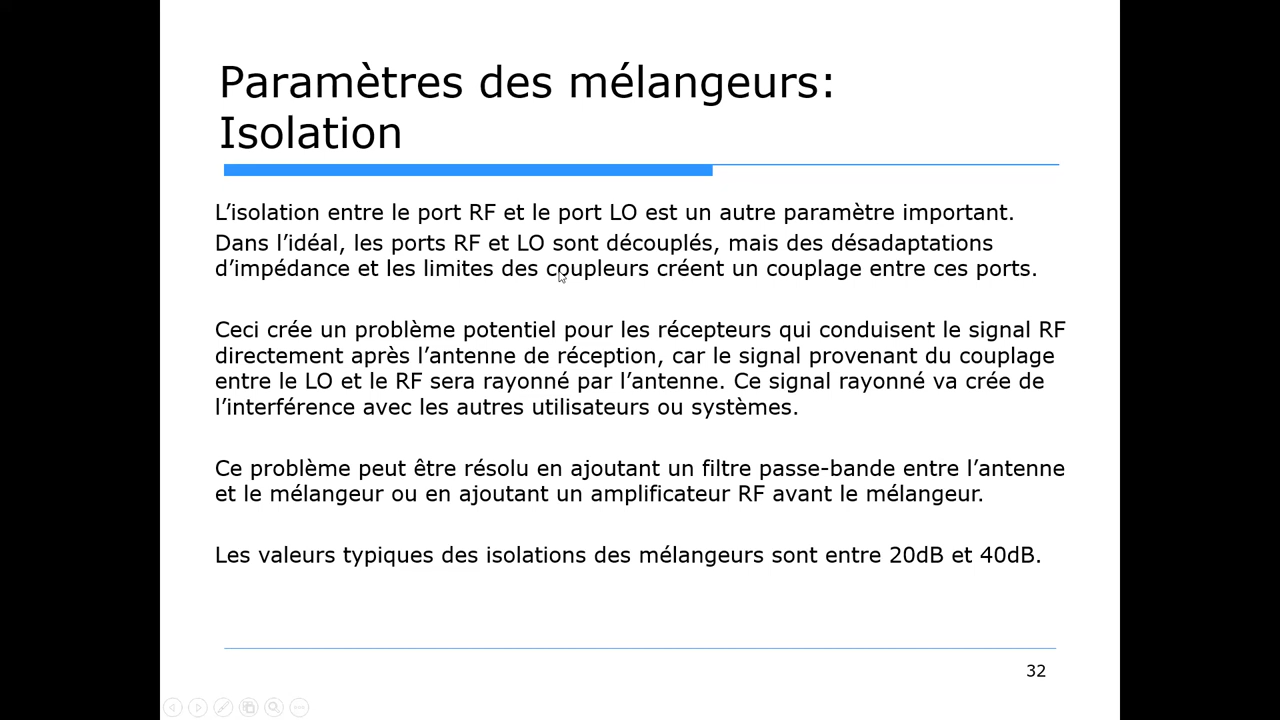 Paramètres des mélangeurs:
Isolation
L’isolation entre le port RF et le port LO est un autre paramètre important.
Dans l’idéal, les ports RF et LO sont découplés, mais des désadaptations
d’impédance et les limites des coupleurs créent un couplage entre ces ports.
Ceci crée un problème potentiel pour les récepteurs qui conduisent le signal RF
directement après l’antenne de réception, car le signal provenant du couplage
entre le LO et le RF sera rayonné par l’antenne. Ce signal rayonné va crée de
l’interférence avec les autres utilisateurs ou systèmes.
Ce problème peut être résolu en ajoutant un filtre passe-bande entre l’antenne
et le mélangeur ou en ajoutant un amplificateur RF avant le mélangeur.
Les valeurs typiques des isolations des mélangeurs sont entre 20dB et 40dB.
32